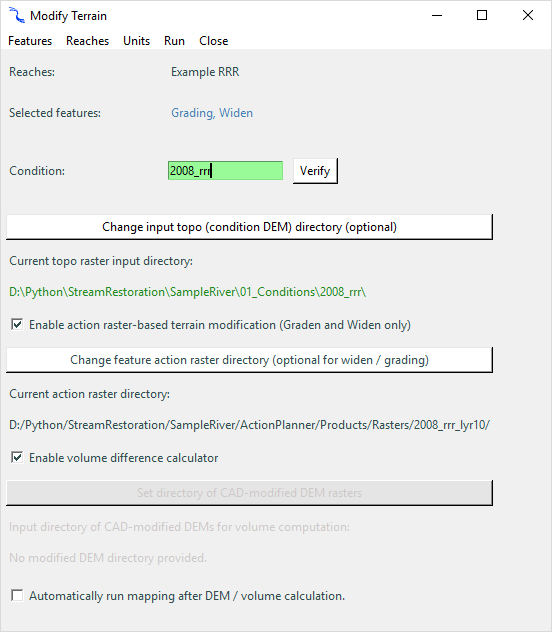 Modify Terrain
Features Reaches Units Run Close
Reaches: Example RRR
Selected features: Grading, Widen
Condition: 2008_rrr Verify
Change input topo (condition DEM) directory (optional)
Current topo raster input directory:
D:\Python\StreamRestoration\SampleRiver\01_Conditions\2008_rrr\
Enable action raster-based terrain modification (Graden and Widen only)
Change feature action raster directory (optional for widen / grading)
Current action raster directory:
D:/Python/StreamRestoration/SampleRiver/ActionPlanner/Products/Rasters/2008_rrr_lyr10/
Enable volume difference calculator
Set directory of CAD-modified DEM rasters
Input directory of CAD-modified DEMs for volume computation:
No modified DEM directory provided.
Automatically run mapping after DEM / volume calculation.